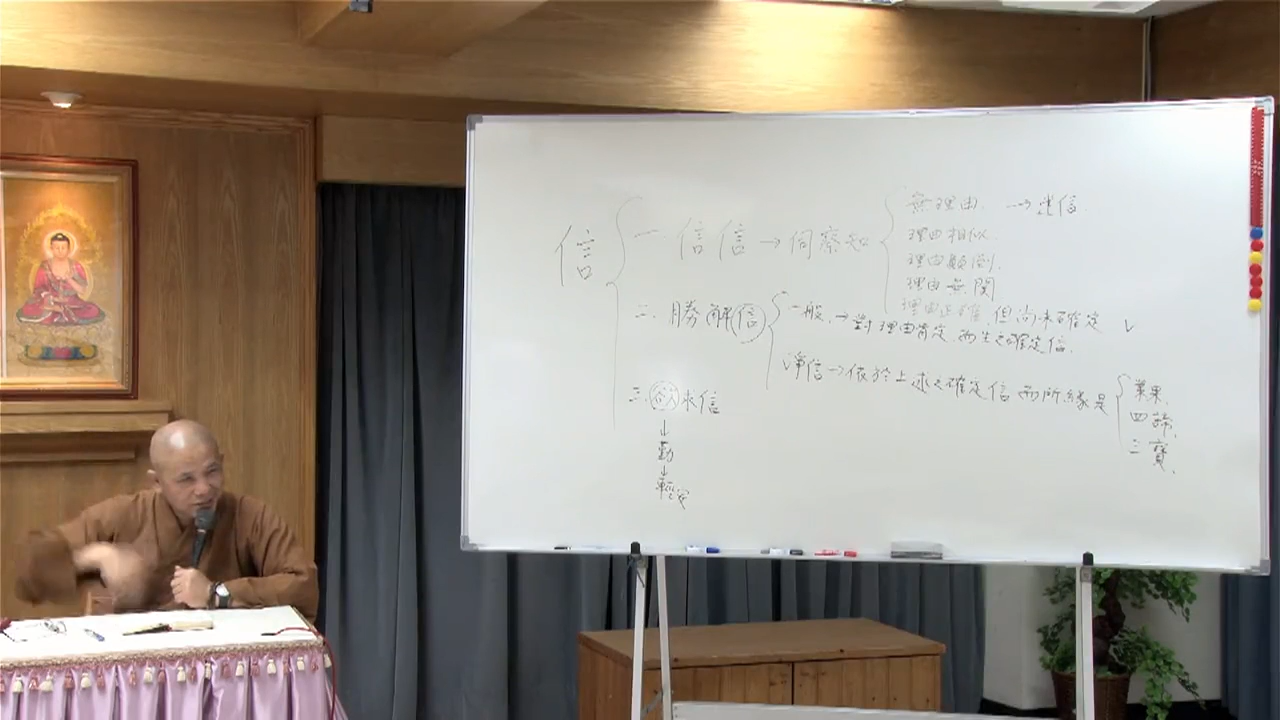 信
一. 信信→伺察知
無理由. →迷信.
理由相似.
理由顛倒.
理由無關
理由 但尚未確定
二. 勝解信
一般.→對理由肯定.而生之確定信.
淨信→依於上述之確定信而所緣是
業果.
四諦.
三寶.
三. 欲求信
↓
勤
↓
輕安